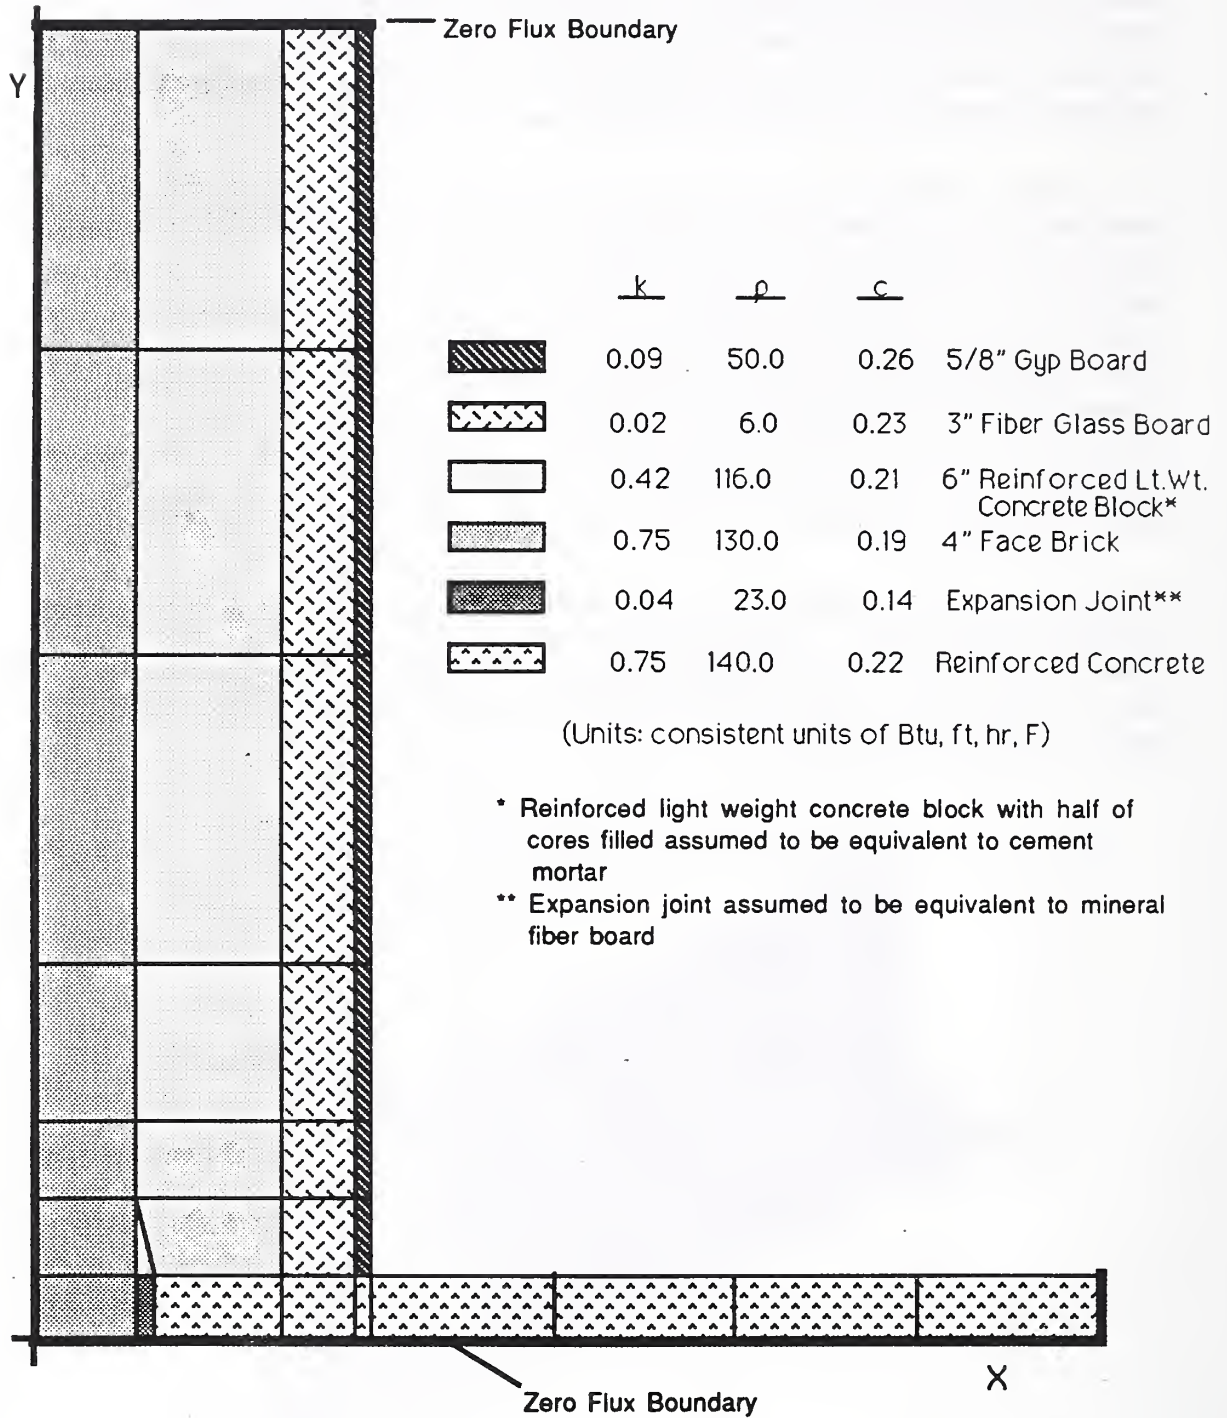 Zero Flux Boundary
Y
k ρ c
0.09 50.0 0.26 5/8" Gyp Board
0.02 6.0 0.23 3" Fiber Glass Board
0.42 116.0 0.21 6" Reinforced Lt.Wt.
Concrete Block*
0.75 130.0 0.19 4" Face Brick
0.04 23.0 0.14 Expansion Joint**
0.75 140.0 0.22 Reinforced Concrete
(Units: consistent units of Btu, ft, hr, F)
* Reinforced light weight concrete block with half of
cores filled assumed to be equivalent to cement
mortar
** Expansion joint assumed to be equivalent to mineral
fiber board
X
Zero Flux Boundary